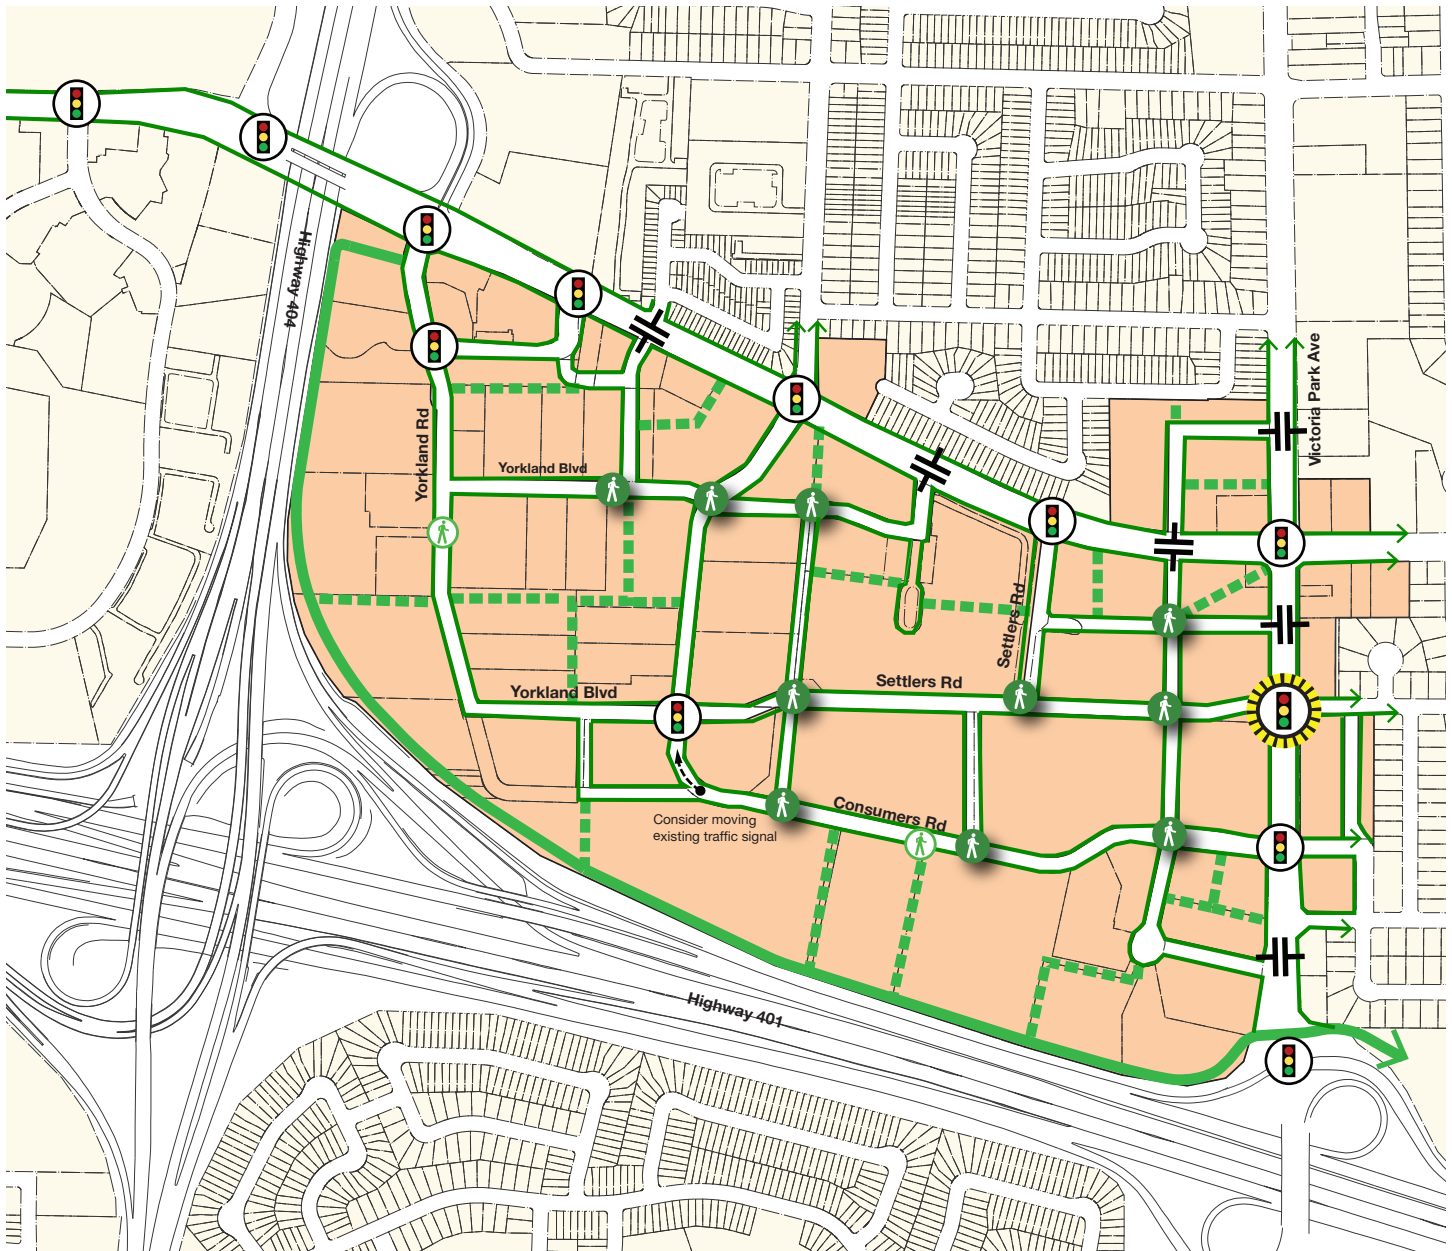 Highway 404
Victoria Park Ave
Yorkland Rd
Yorkland Blvd
Settlers Rd
Settlers Rd
Yorkland Blvd
Consumers Rd
Consider moving
existing traffic signal
Highway 401